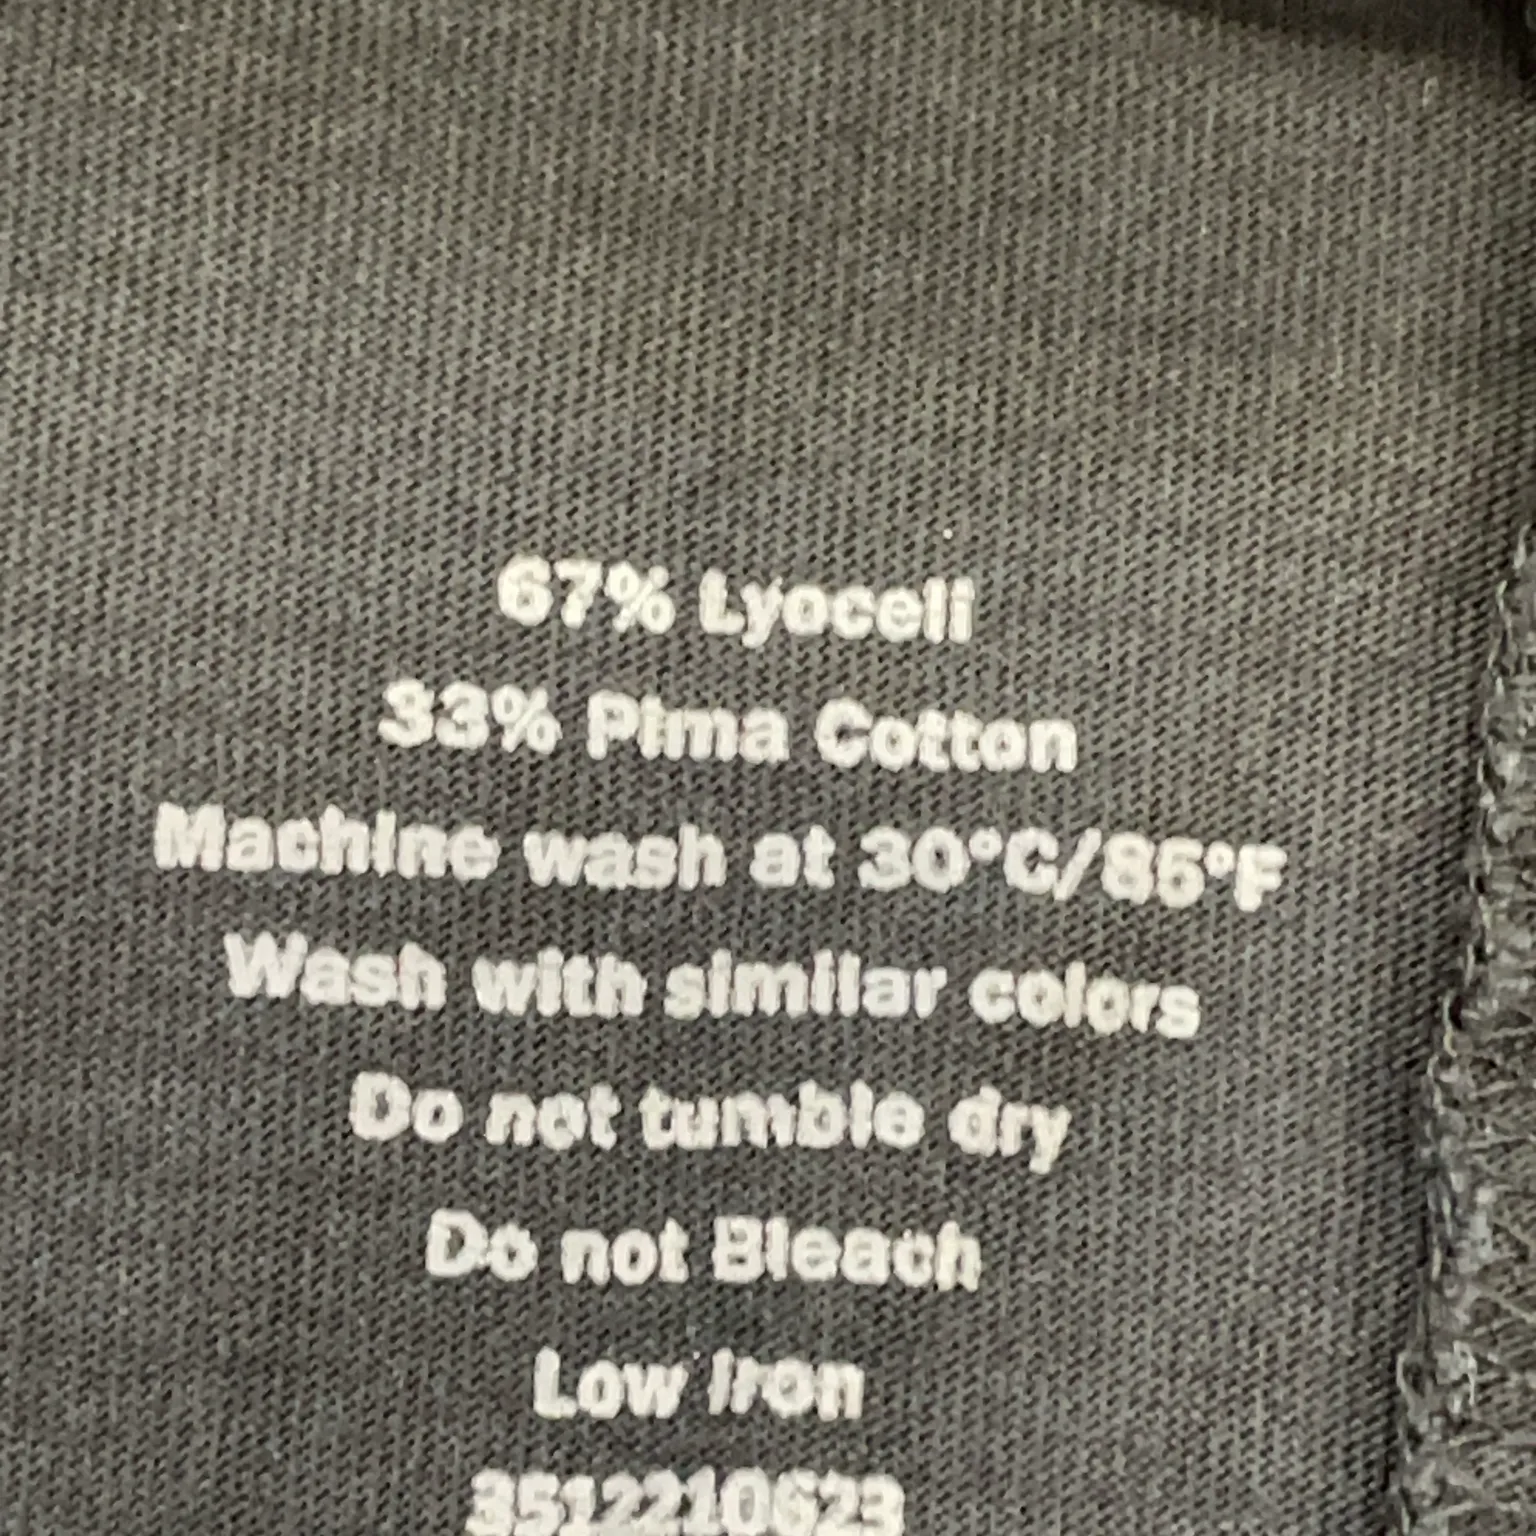 67% Lyocell
33% Pima Cotton
Machine wash at 30°C/85°F
Wash with similar colors
Do not tumble dry
Do not Bleach
Low Iron
3512210623